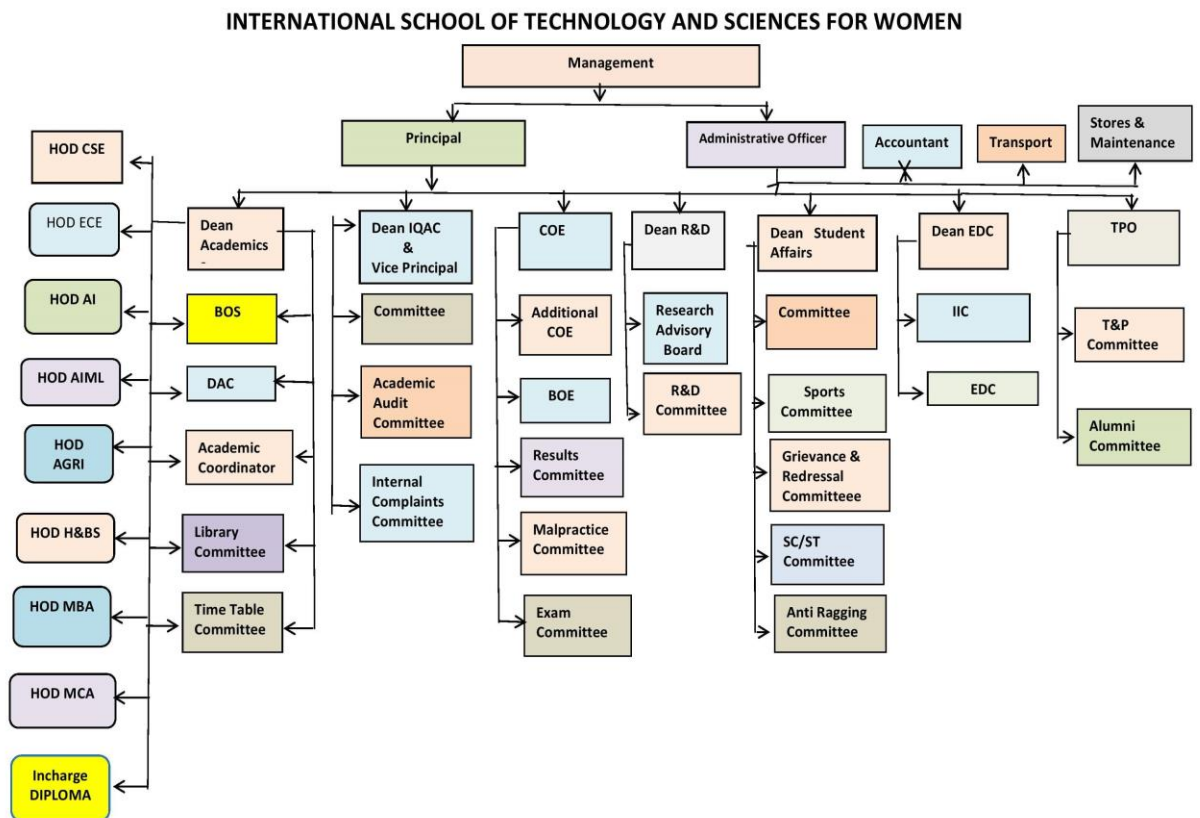 INTERNATIONAL SCHOOL OF TECHNOLOGY AND SCIENCES FOR WOMEN
Management
Principal
Administrative Officer
Accountant
Transport
Stores &
Maintenance
HOD CSE
HOD ECE
HOD AI
HOD AIML
HOD
AGRI
HOD H&BS
HOD MBA
HOD MCA
Incharge
DIPLOMA
Dean
Academics
-
BOS
DAC
Academic
Coordinator
Library
Committee
Time Table
Committee
Dean IQAC
&
Vice Principal
Committee
Academic
Audit
Committee
Internal
Complaints
Committee
COE
Additional
COE
BOE
Results
Committee
Malpractice
Committee
Exam
Committee
Dean R&D
Research
Advisory
Board
R&D
Committee
Dean Student
Affairs
Committee
Sports
Committee
Grievance &
Redressal
Committeee
SC/ST
Committee
Anti Ragging
Committee
Dean EDC
IIC
EDC
TPO
T&P
Committee
Alumni
Committee